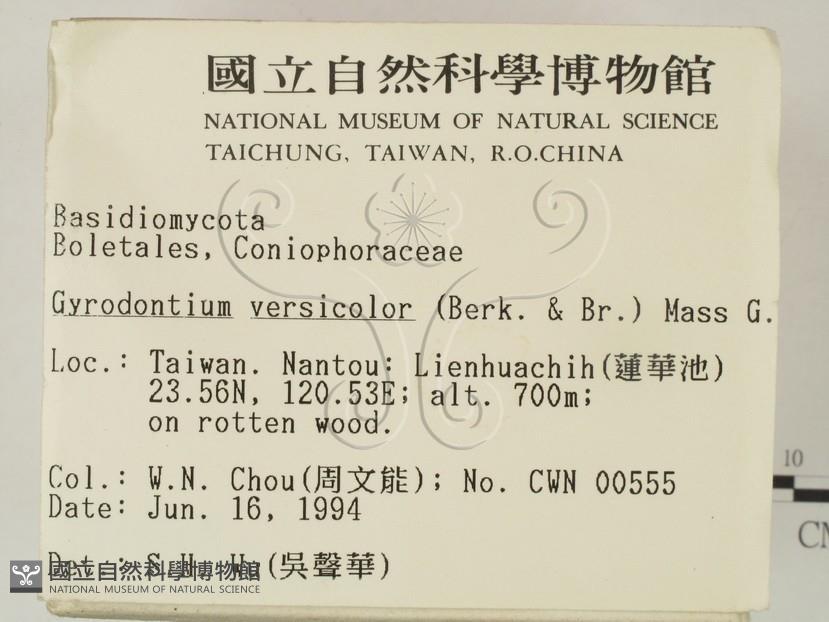 國立自然科學博物館
NATIONAL MUSEUM OF NATURAL SCIENCE
TAICHUNG, TAIWAN, R.O.CHINA
Basidiomycota
Boletales, Coniophoraceae
Gyrodontium versicolor (Berk. & Br.) Mass G.
Loc.: Taiwan. Nantou: Lienhuachih(蓮華池)
23.56N, 120.53E; alt. 700m;
on rotten wood.
Col.: W.N. Chou(周文能); No. CWN 00555
Date: Jun. 16, 1994
Det.: S.H. Wu(吳聲華)
國立自然科學博物館
NATIONAL MUSEUM OF NATURAL SCIENCE
10
CM